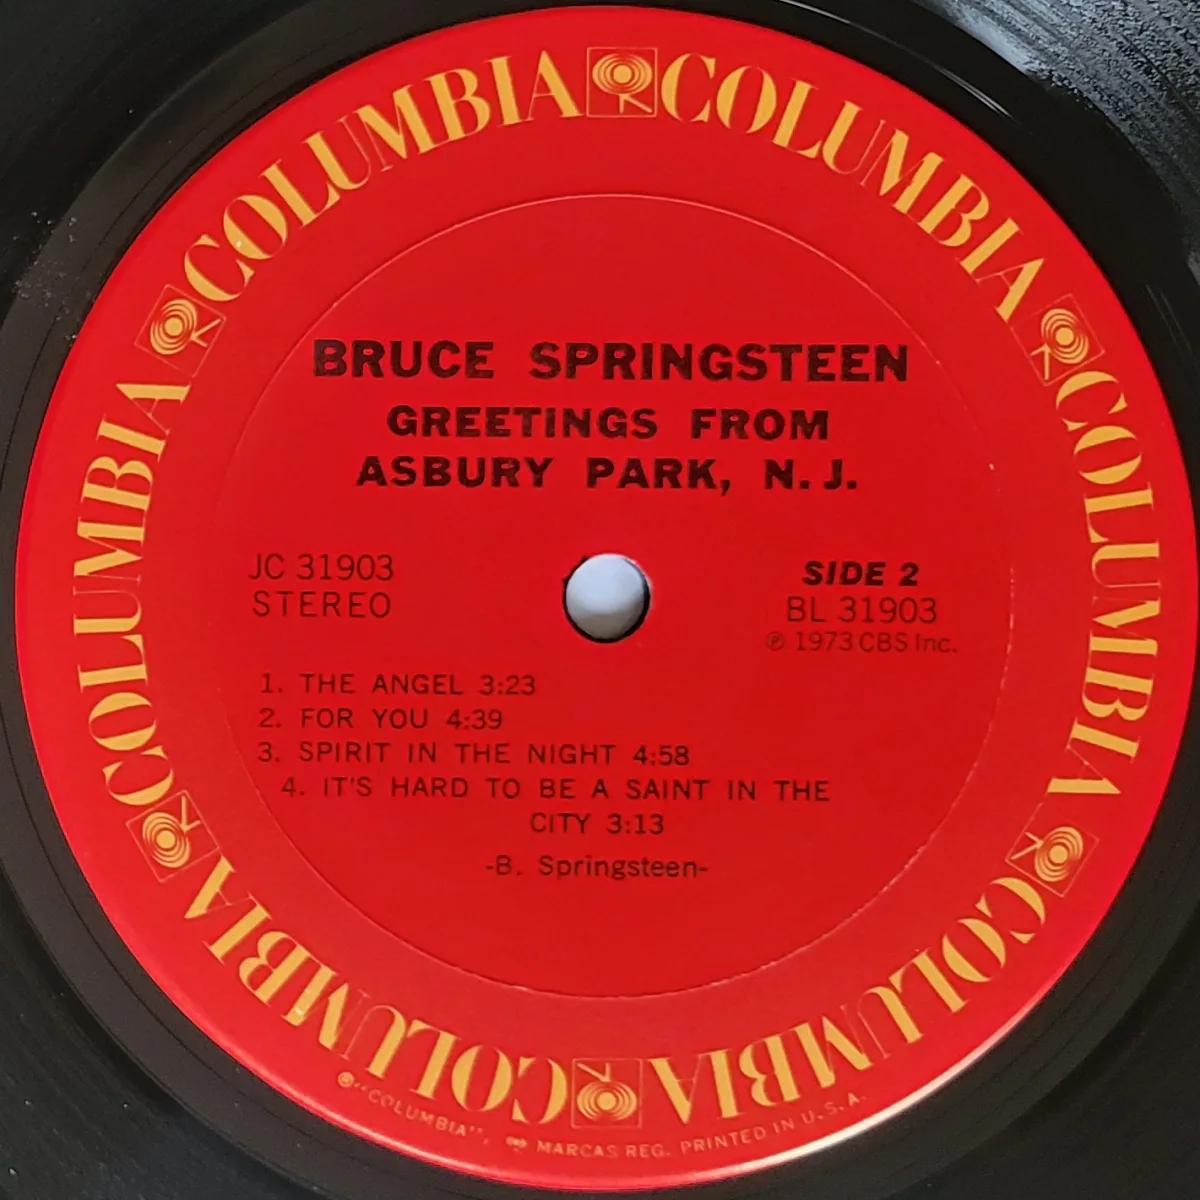 COLUMBIA COLUMBIA COLUMBIA COLUMBIA COLUMBIA COLUMBIA
BRUCE SPRINGSTEEN
GREETINGS FROM
ASBURY PARK, N.J.
JC 31903
STEREO
SIDE 2
BL 31903
℗ 1973 CBS Inc.
1. THE ANGEL 3:23
2. FOR YOU 4:39
3. SPIRIT IN THE NIGHT 4:58
4. IT'S HARD TO BE A SAINT IN THE
CITY 3:13
-B. Springsteen-
®"COLUMBIA", MARCAS REG. PRINTED IN U.S.A.